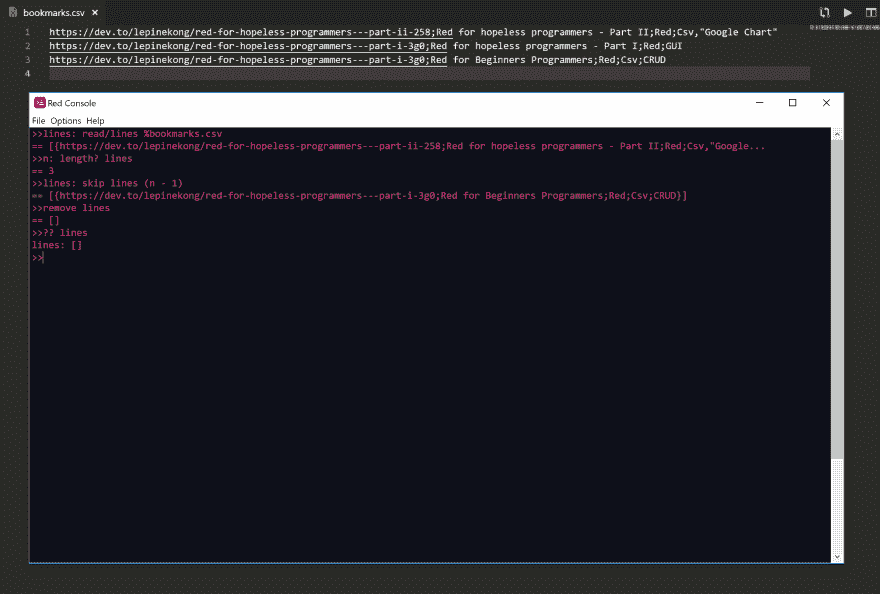 bookmarks.csv ×
1 https://dev.to/lepinekong/red-for-hopeless-programmers---part-ii-258;Red for hopeless programmers - Part II;Red;Csv,"Google Chart"
2 https://dev.to/lepinekong/red-for-hopeless-programmers---part-i-3g0;Red for hopeless programmers - Part I;Red;GUI
3 https://dev.to/lepinekong/red-for-hopeless-programmers---part-i-3g0;Red for Beginners Programmers;Red;Csv;CRUD
4
Red Console
File Options Help
>>lines: read/lines %bookmarks.csv
== [{https://dev.to/lepinekong/red-for-hopeless-programmers---part-ii-258;Red for hopeless programmers - Part II;Red;Csv,"Google...
>>n: length? lines
== 3
>>lines: skip lines (n - 1)
== [{https://dev.to/lepinekong/red-for-hopeless-programmers---part-i-3g0;Red for Beginners Programmers;Red;Csv;CRUD}]
>>remove lines
== []
>>?? lines
lines: []
>>